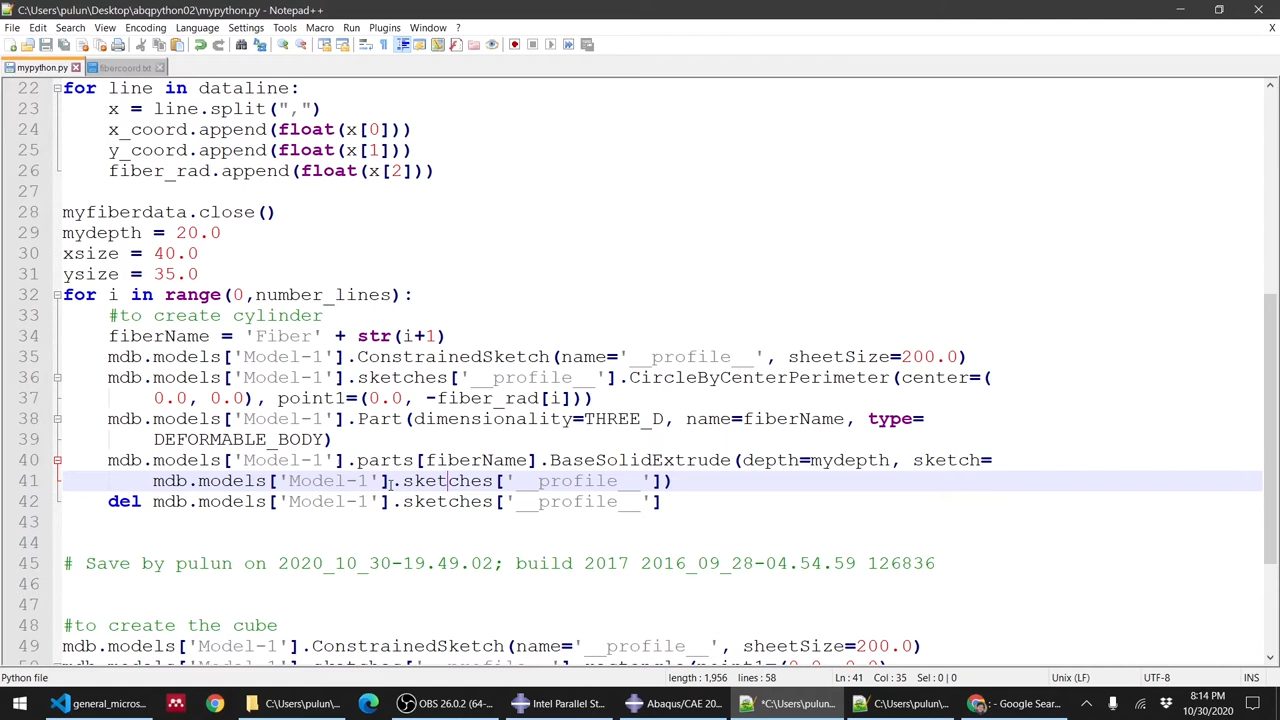 C:\Users\pulun\Desktop\abqpython02\mypython.py - Notepad++
File Edit Search View Encoding Language Settings Tools Macro Run Plugins Window ?
X
mypython.py fibercoord.txt
22 for line in dataline:
23 x = line.split(",")
24 x_coord.append(float(x[0]))
25 y_coord.append(float(x[1]))
26 fiber_rad.append(float(x[2]))
27
28 myfiberdata.close()
29 mydepth = 20.0
30 xsize = 40.0
31 ysize = 35.0
32 for i in range(0,number_lines):
33 #to create cylinder
34 fiberName = 'Fiber' + str(i+1)
35 mdb.models['Model-1'].ConstrainedSketch(name='__profile__', sheetSize=200.0)
36 mdb.models['Model-1'].sketches['__profile__'].CircleByCenterPerimeter(center=(
37 0.0, 0.0), point1=(0.0, -fiber_rad[i]))
38 mdb.models['Model-1'].Part(dimensionality=THREE_D, name=fiberName, type=
39 DEFORMABLE_BODY)
40 mdb.models['Model-1'].parts[fiberName].BaseSolidExtrude(depth=mydepth, sketch=
41 mdb.models['Model-1'].sketches['__profile__'])
42 del mdb.models['Model-1'].sketches['__profile__']
43
44
45 # Save by pulun on 2020_10_30-19.49.02; build 2017 2016_09_28-04.54.59 126836
46
47
48 #to create the cube
49 mdb.models['Model-1'].ConstrainedSketch(name='__profile__', sheetSize=200.0)
Python file length : 1,956 lines : 58 Ln : 41 Col : 35 Sel : 0 | 0 Unix (LF) UTF-8 INS
general_micros... C:\Users\pulun\... OBS 26.0.2 (64-... Intel Parallel St... Abaqus/CAE 20... *C:\Users\pulun... C:\Users\pulun\... : - Google Sear...
8:14 PM
10/30/2020